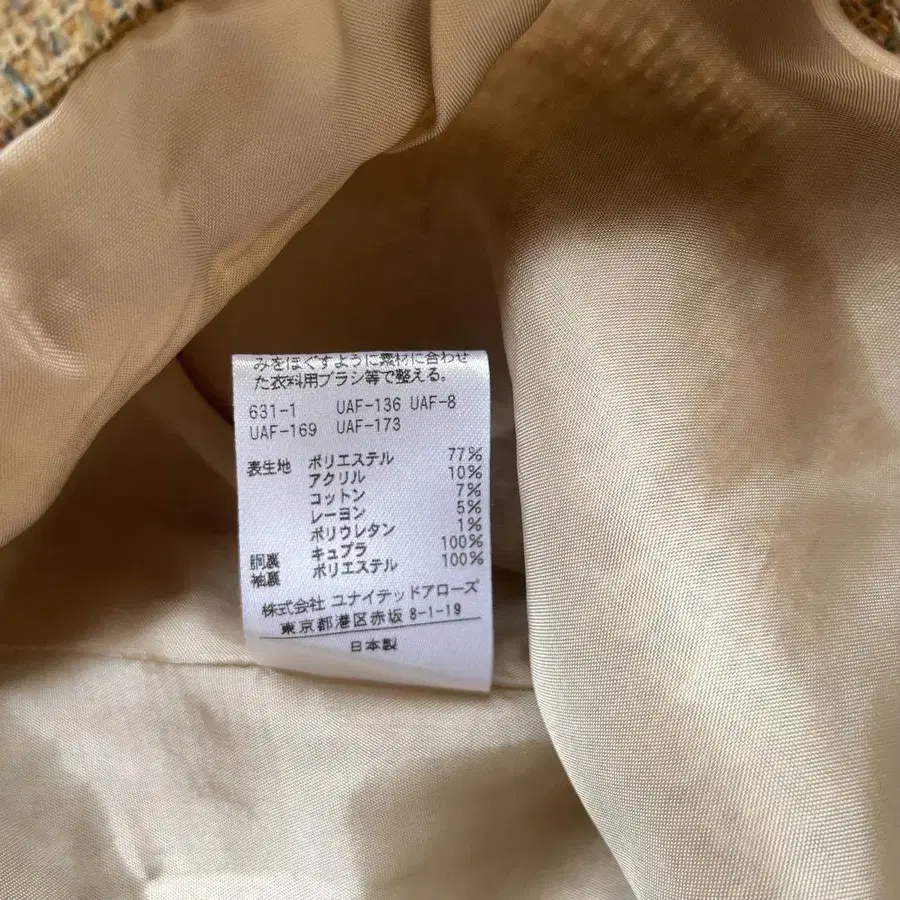 みをほぐすように素材に合わせ
た衣料用ブラシ等で整える。
631-1 UAF-136 UAF-8
UAF-169 UAF-173
表生地 ポリエステル 77%
アクリル 10%
コットン 7%
レーヨン 5%
ポリウレタン 1%
胴裏 キュプラ 100%
袖裏 ポリエステル 100%
株式会社 ユナイテッドアローズ
東京都港区赤坂 8-1-19
日本製